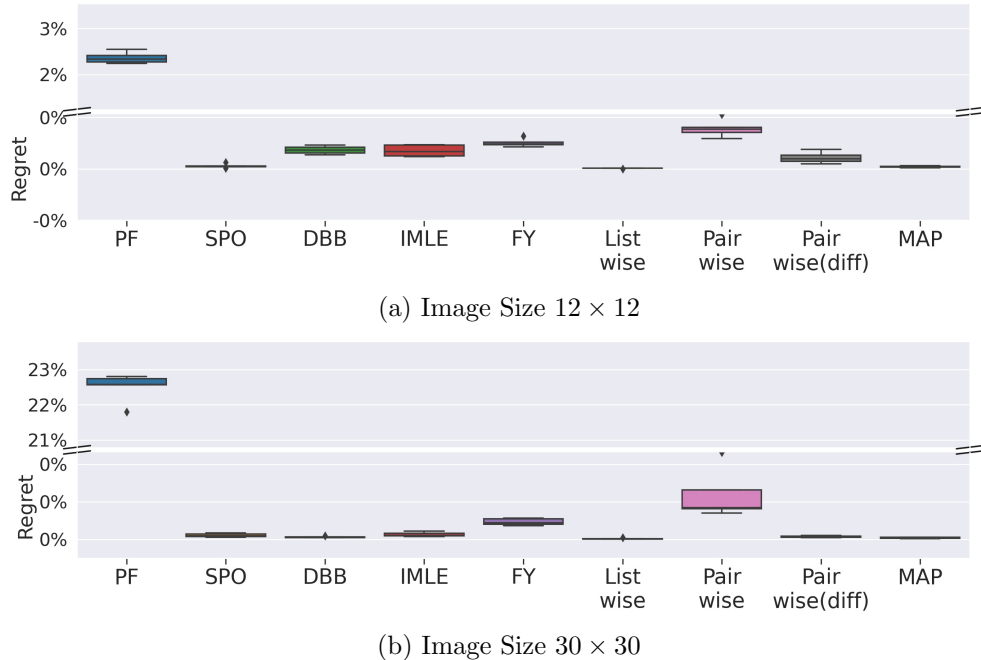 3%
2%
0%
0%
-0%
Regret
PF SPO DBB IMLE FY List wise Pair wise Pair wise(diff) MAP
(a) Image Size 12 × 12
23%
22%
21%
0%
0%
0%
Regret
PF SPO DBB IMLE FY List wise Pair wise Pair wise(diff) MAP
(b) Image Size 30 × 30